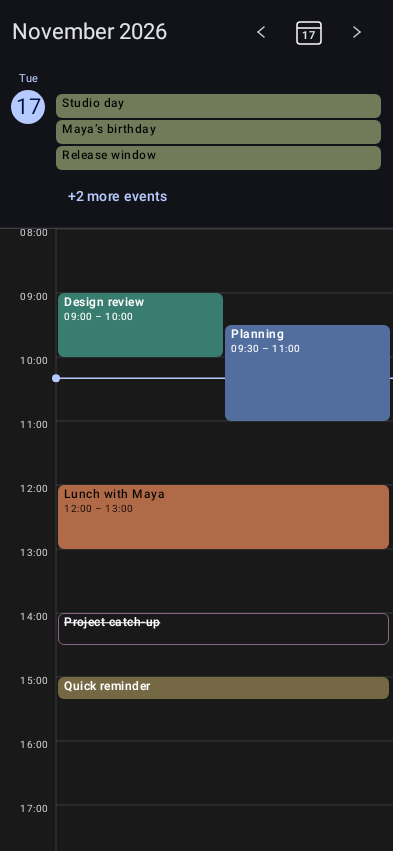 November 2026
17
Tue
17
Studio day
Maya's birthday
Release window
+2 more events
08:00
09:00
Design review
09:00 – 10:00
Planning
09:30 – 11:00
10:00
11:00
12:00
Lunch with Maya
12:00 – 13:00
13:00
14:00
Project catch-up
15:00
Quick reminder
16:00
17:00